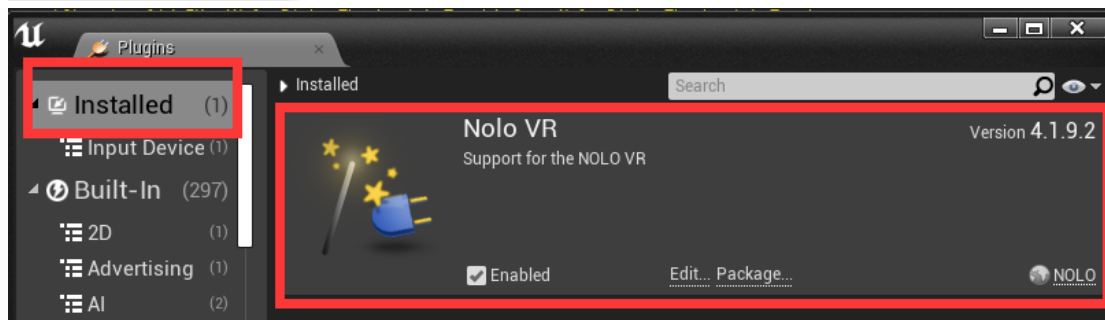 Plugins
Installed (1)
Input Device (1)
Built-In (297)
2D (1)
Advertising (1)
AI (2)
Installed
Search
Nolo VR
Version 4.1.9.2
Support for the NOLO VR
Enabled
Edit... Package...
NOLO